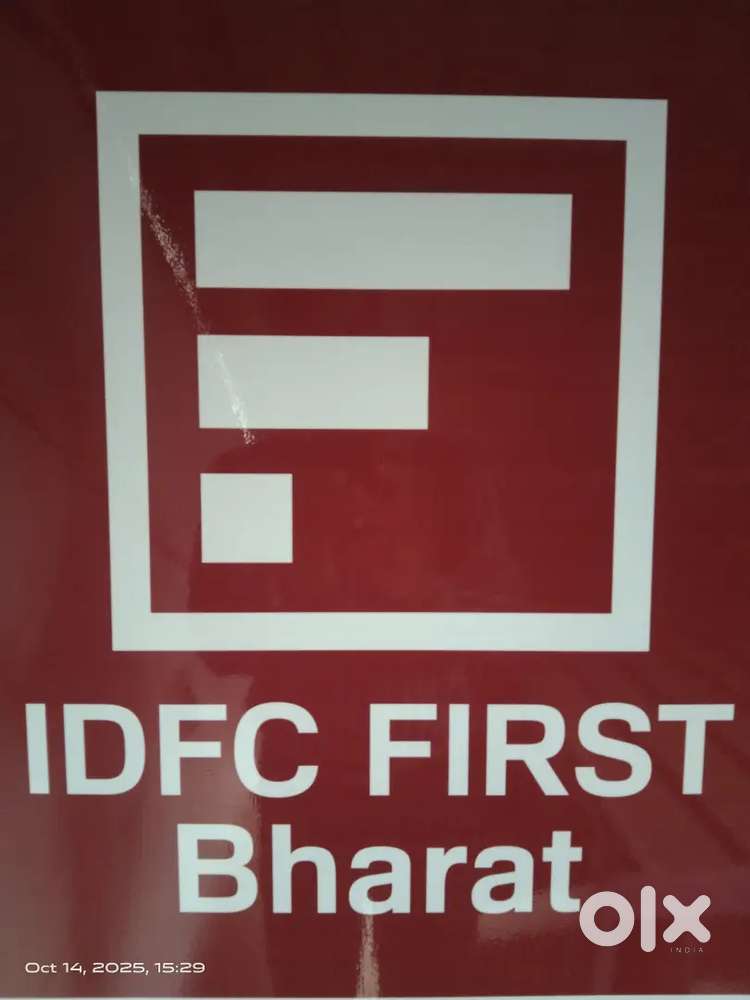 IDFC FIRST
Bharat
olx
INDIA
Oct 14, 2025, 15:29